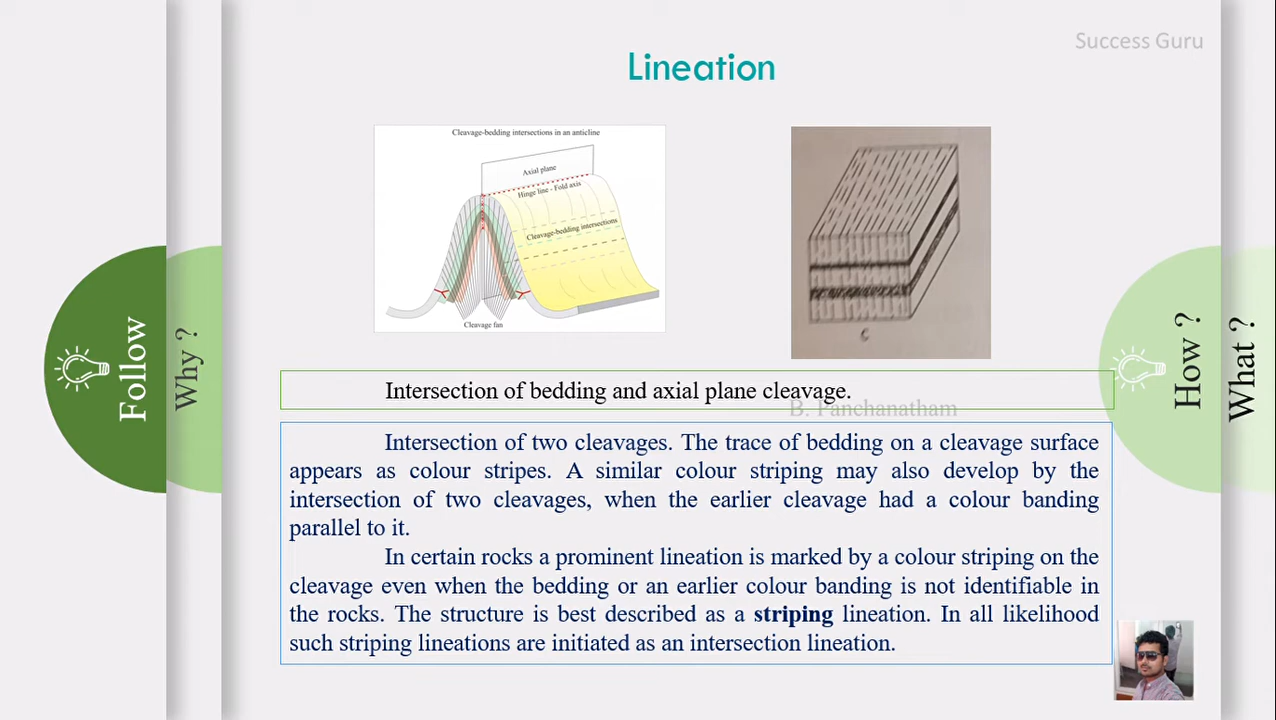 Success Guru
Lineation
Cleavage-bedding intersections in an anticline
Axial plane
Hinge line - Fold axis
Cleavage-bedding intersections
Cleavage fan
C
Follow
Why ?
How ?
What ?
Intersection of bedding and axial plane cleavage.
B. Panchanatham
Intersection of two cleavages. The trace of bedding on a cleavage surface
appears as colour stripes. A similar colour striping may also develop by the
intersection of two cleavages, when the earlier cleavage had a colour banding
parallel to it.
In certain rocks a prominent lineation is marked by a colour striping on the
cleavage even when the bedding or an earlier colour banding is not identifiable in
the rocks. The structure is best described as a striping lineation. In all likelihood
such striping lineations are initiated as an intersection lineation.